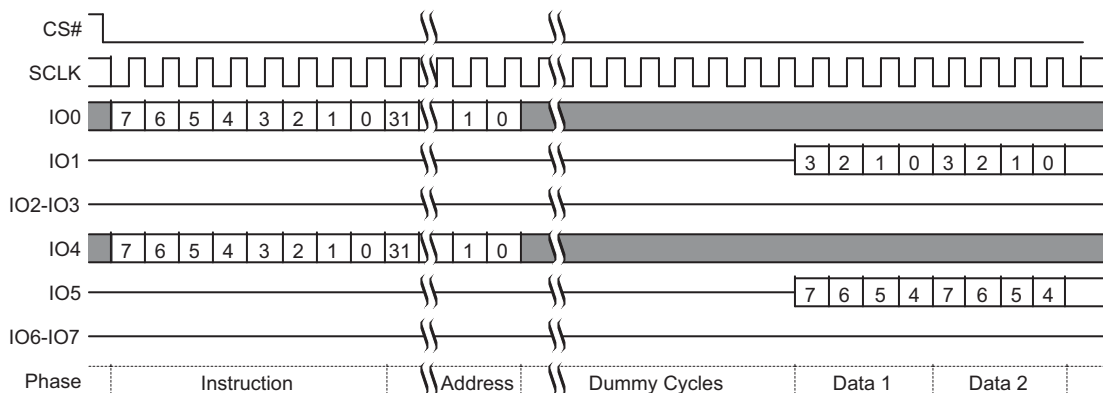 CS#
SCLK
IO0 7 6 5 4 3 2 1 0 31 1 0
IO1 3 2 1 0 3 2 1 0
IO2-IO3
IO4 7 6 5 4 3 2 1 0 31 1 0
IO5 7 6 5 4 7 6 5 4
IO6-IO7
Phase Instruction Address Dummy Cycles Data 1 Data 2